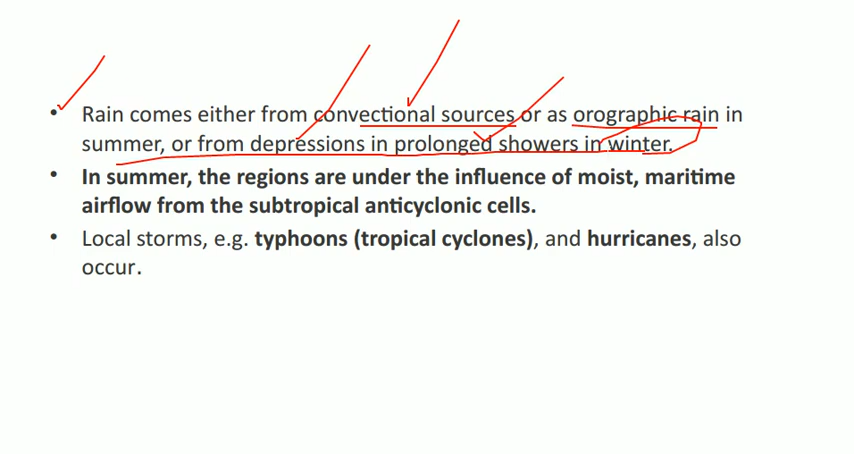 • Rain comes either from convectional sources or as orographic rain in
summer, or from depressions in prolonged showers in winter.
• In summer, the regions are under the influence of moist, maritime
airflow from the subtropical anticyclonic cells.
• Local storms, e.g. typhoons (tropical cyclones), and hurricanes, also
occur.